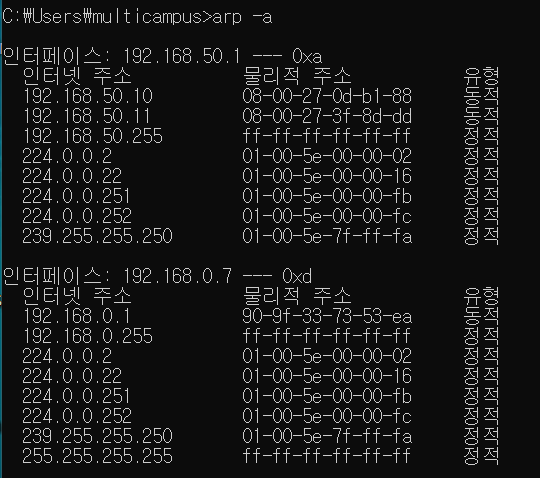 C:\Users\multicampus>arp -a
인터페이스: 192.168.50.1 --- 0xa
인터넷 주소 물리적 주소 유형
192.168.50.10 08-00-27-0d-b1-88 동적
192.168.50.11 08-00-27-3f-8d-dd 동적
192.168.50.255 ff-ff-ff-ff-ff-ff 정적
224.0.0.2 01-00-5e-00-00-02 정적
224.0.0.22 01-00-5e-00-00-16 정적
224.0.0.251 01-00-5e-00-00-fb 정적
224.0.0.252 01-00-5e-00-00-fc 정적
239.255.255.250 01-00-5e-7f-ff-fa 정적
인터페이스: 192.168.0.7 --- 0xd
인터넷 주소 물리적 주소 유형
192.168.0.1 90-9f-33-73-53-ea 동적
192.168.0.255 ff-ff-ff-ff-ff-ff 정적
224.0.0.2 01-00-5e-00-00-02 정적
224.0.0.22 01-00-5e-00-00-16 정적
224.0.0.251 01-00-5e-00-00-fb 정적
224.0.0.252 01-00-5e-00-00-fc 정적
239.255.255.250 01-00-5e-7f-ff-fa 정적
255.255.255.255 ff-ff-ff-ff-ff-ff 정적